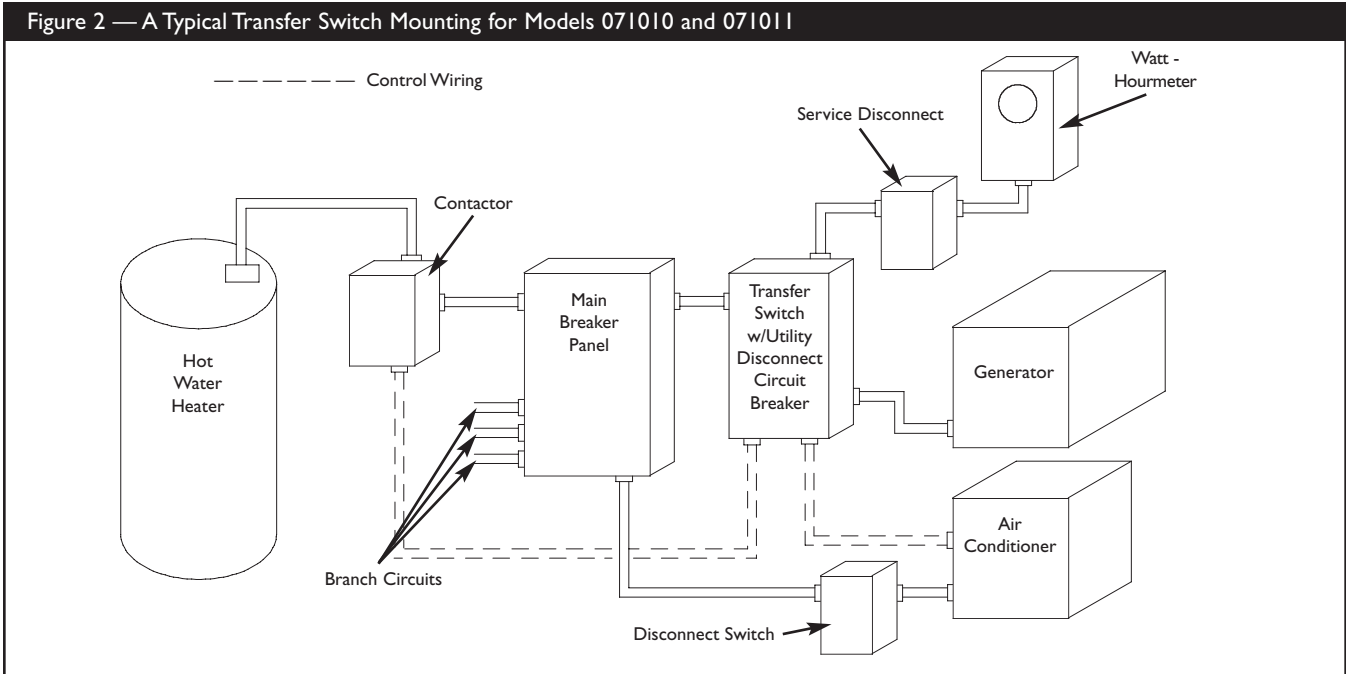 Figure 2 — A Typical Transfer Switch Mounting for Models 071010 and 071011
Control Wiring
Watt -
Hourmeter
Service Disconnect
Contactor
Hot
Water
Heater
Main
Breaker
Panel
Transfer
Switch
w/Utility
Disconnect
Circuit
Breaker
Generator
Air
Conditioner
Branch Circuits
Disconnect Switch